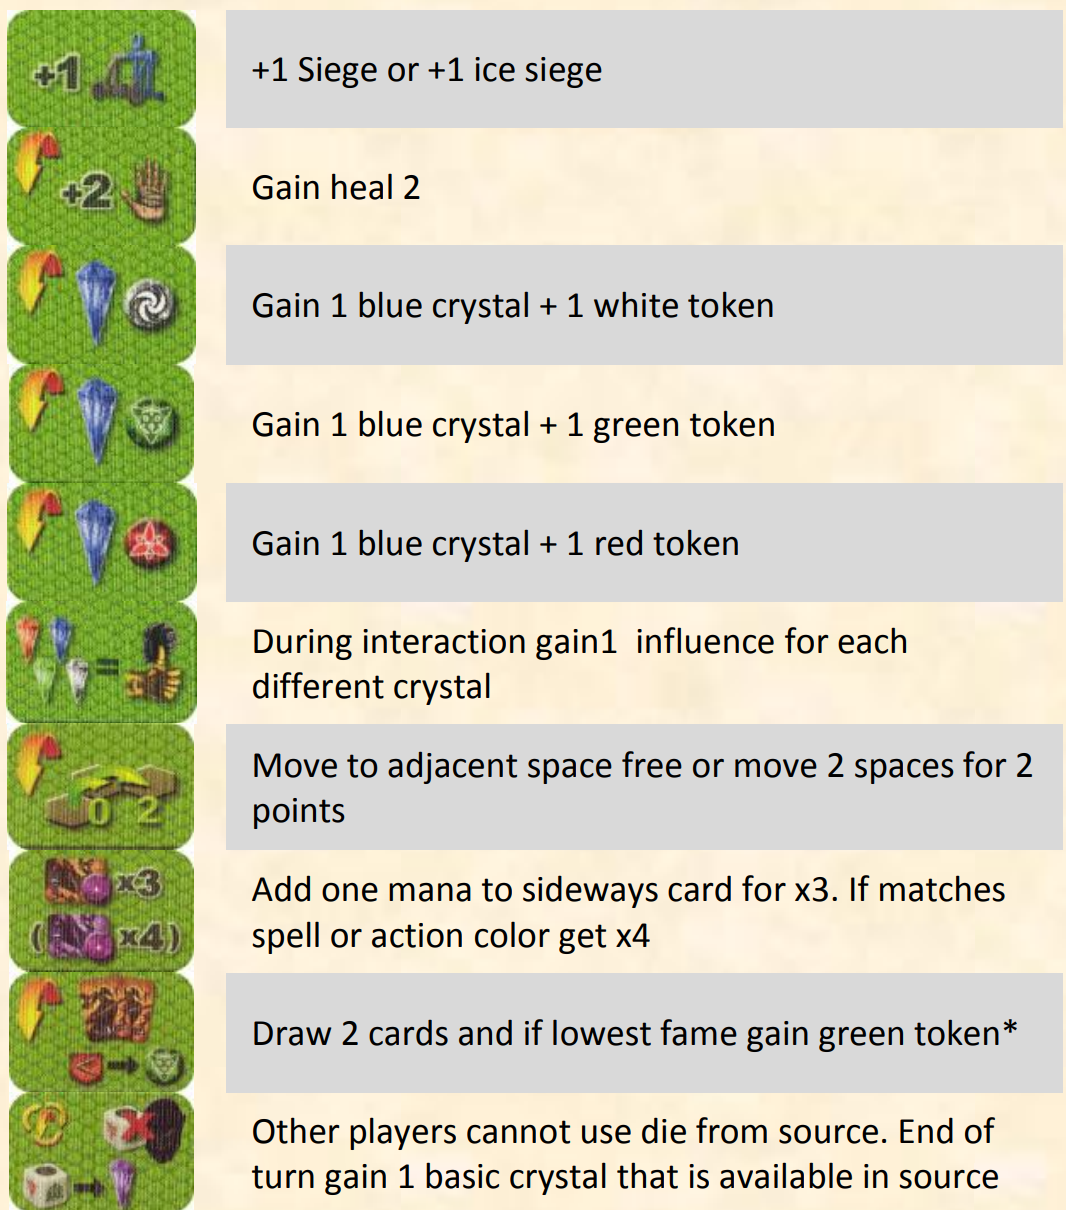 +1
+1 Siege or +1 ice siege
+2
Gain heal 2
Gain 1 blue crystal + 1 white token
Gain 1 blue crystal + 1 green token
Gain 1 blue crystal + 1 red token
=
During interaction gain1  influence for each
different crystal
0 2
Move to adjacent space free or move 2 spaces for 2
points
x3
(x4)
Add one mana to sideways card for x3. If matches
spell or action color get x4
<
Draw 2 cards and if lowest fame gain green token*
Other players cannot use die from source. End of
turn gain 1 basic crystal that is available in source